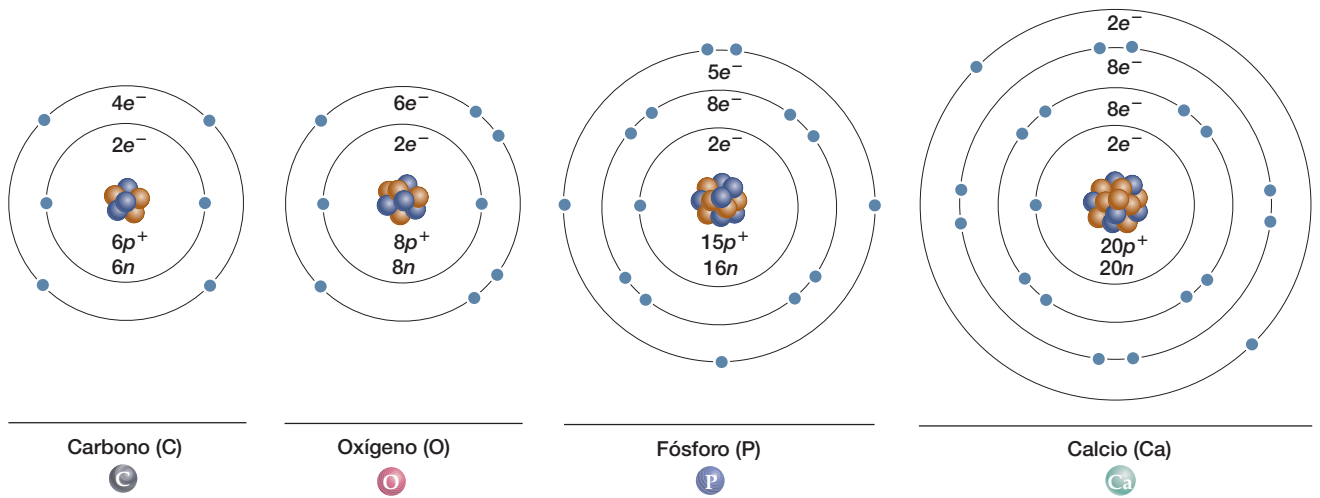 4e−
2e−
6p+
6n
Carbono (C)
C
6e−
2e−
8p+
8n
Oxígeno (O)
O
5e−
8e−
2e−
15p+
16n
Fósforo (P)
P
2e−
8e−
8e−
2e−
20p+
20n
Calcio (Ca)
Ca